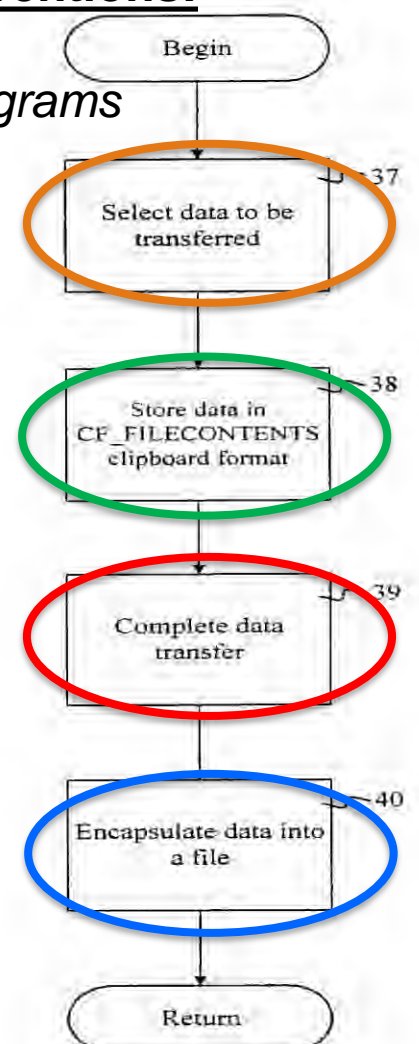 Begin
grams
37
Select data to be
transferred
38
Store data in
CF_FILECONTENTS
clipboard format
39
Complete data
transfer
40
Encapsulate data into
a file
Return